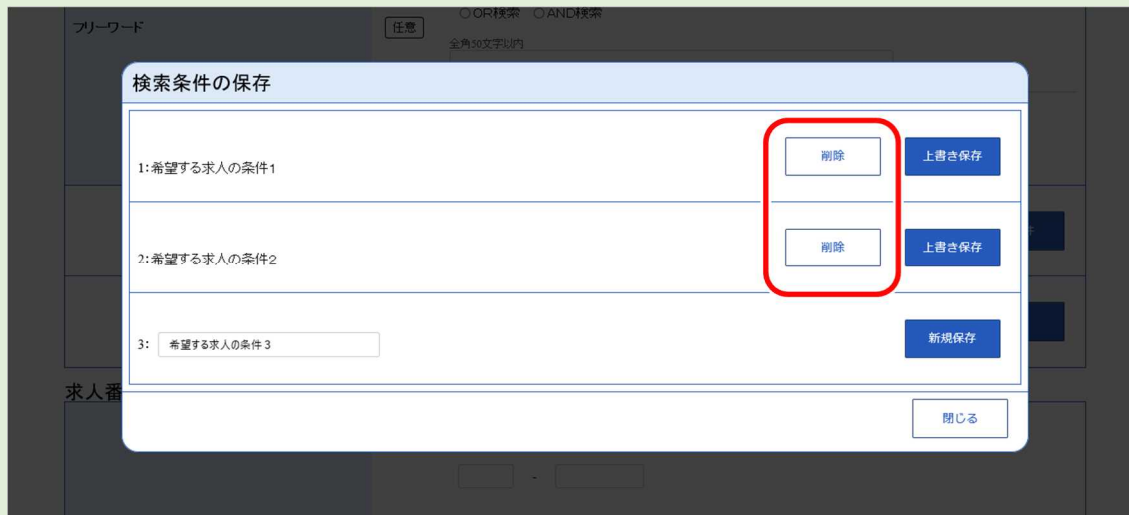 フリーワード
任意
○OR検索 ○AND検索
全角50文字以内
検索条件の保存
1:希望する求人の条件1
削除
上書き保存
2:希望する求人の条件2
削除
上書き保存
3: 希望する求人の条件３
新規保存
閉じる
求人番
-